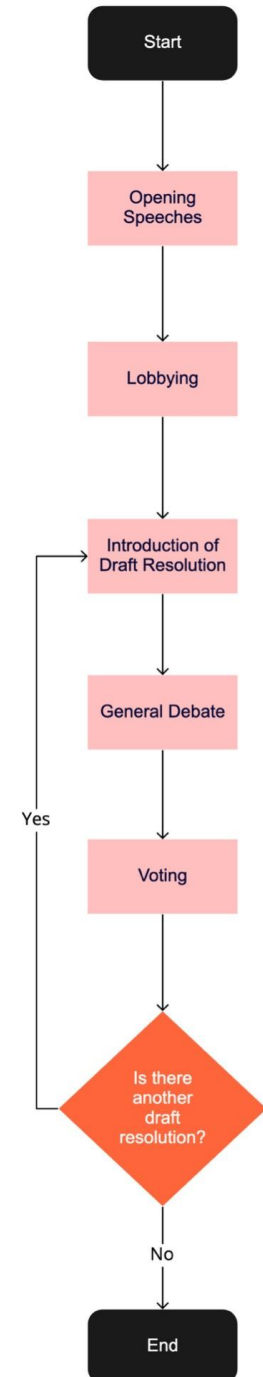 Start
Opening
Speeches
Lobbying
Introduction of
Draft Resolution
General Debate
Yes
Voting
Is there
another
draft
resolution?
No
End